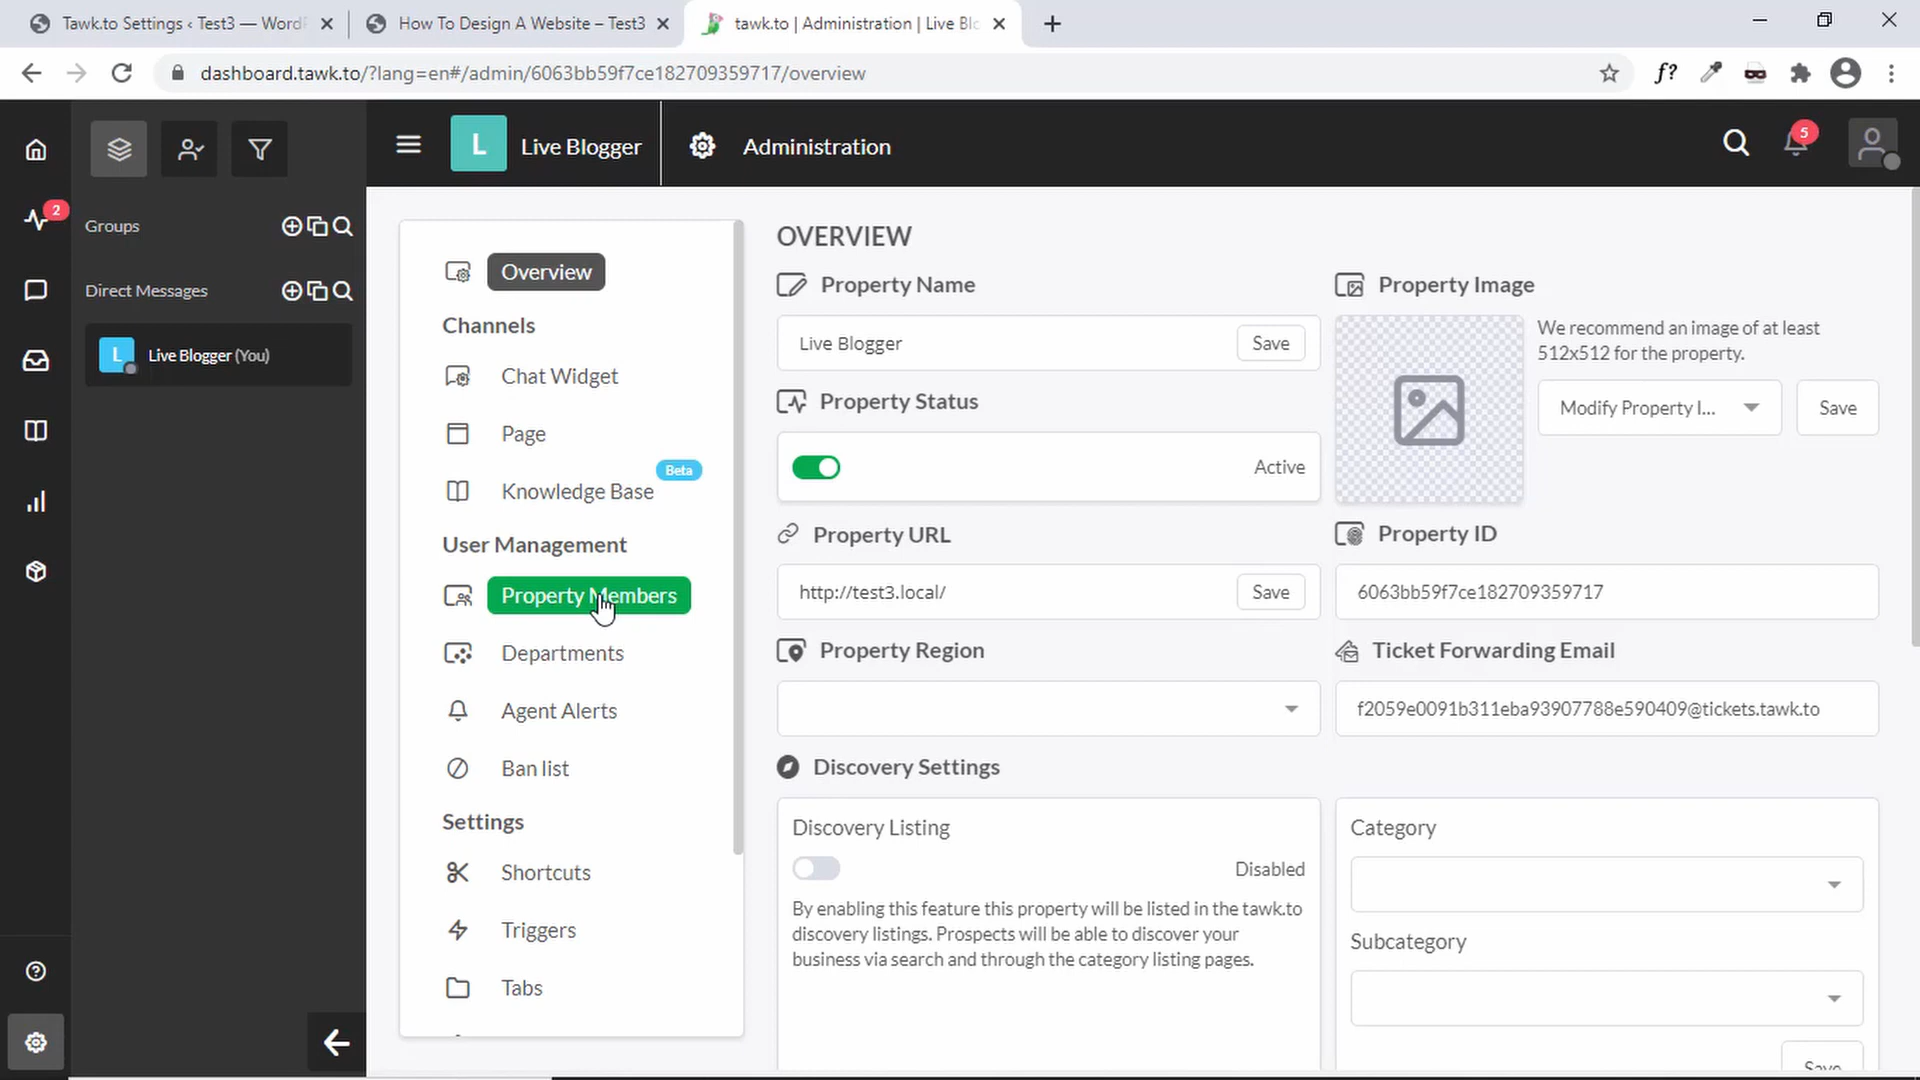 Tawk.to Settings ‹ Test3 — WordP
How To Design A Website – Test3
tawk.to | Administration | Live Blo
dashboard.tawk.to/?lang=en#/admin/6063bb59f7ce182709359717/overview
f?
L
Live Blogger
Administration
5
2
Groups
Direct Messages
L
Live Blogger (You)
Overview
Channels
Chat Widget
Page
Beta
Knowledge Base
User Management
Property Members
Departments
Agent Alerts
Ban list
Settings
Shortcuts
Triggers
Tabs
OVERVIEW
Property Name
Live Blogger
Save
Property Status
Active
Property URL
http://test3.local/
Save
Property Region
Discovery Settings
Discovery Listing
Disabled
By enabling this feature this property will be listed in the tawk.to
discovery listings. Prospects will be able to discover your
business via search and through the category listing pages.
Property Image
We recommend an image of at least
512x512 for the property.
Modify Property I...
Save
Property ID
6063bb59f7ce182709359717
Ticket Forwarding Email
f2059e0091b311eba93907788e590409@tickets.tawk.to
Category
Subcategory
Save